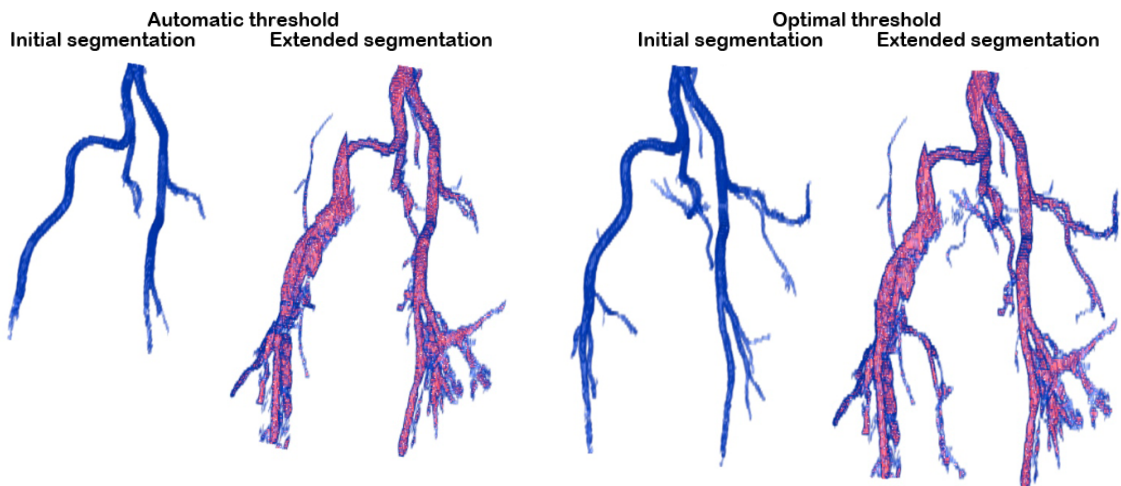 Automatic threshold
Initial segmentation Extended segmentation
Optimal threshold
Initial segmentation Extended segmentation